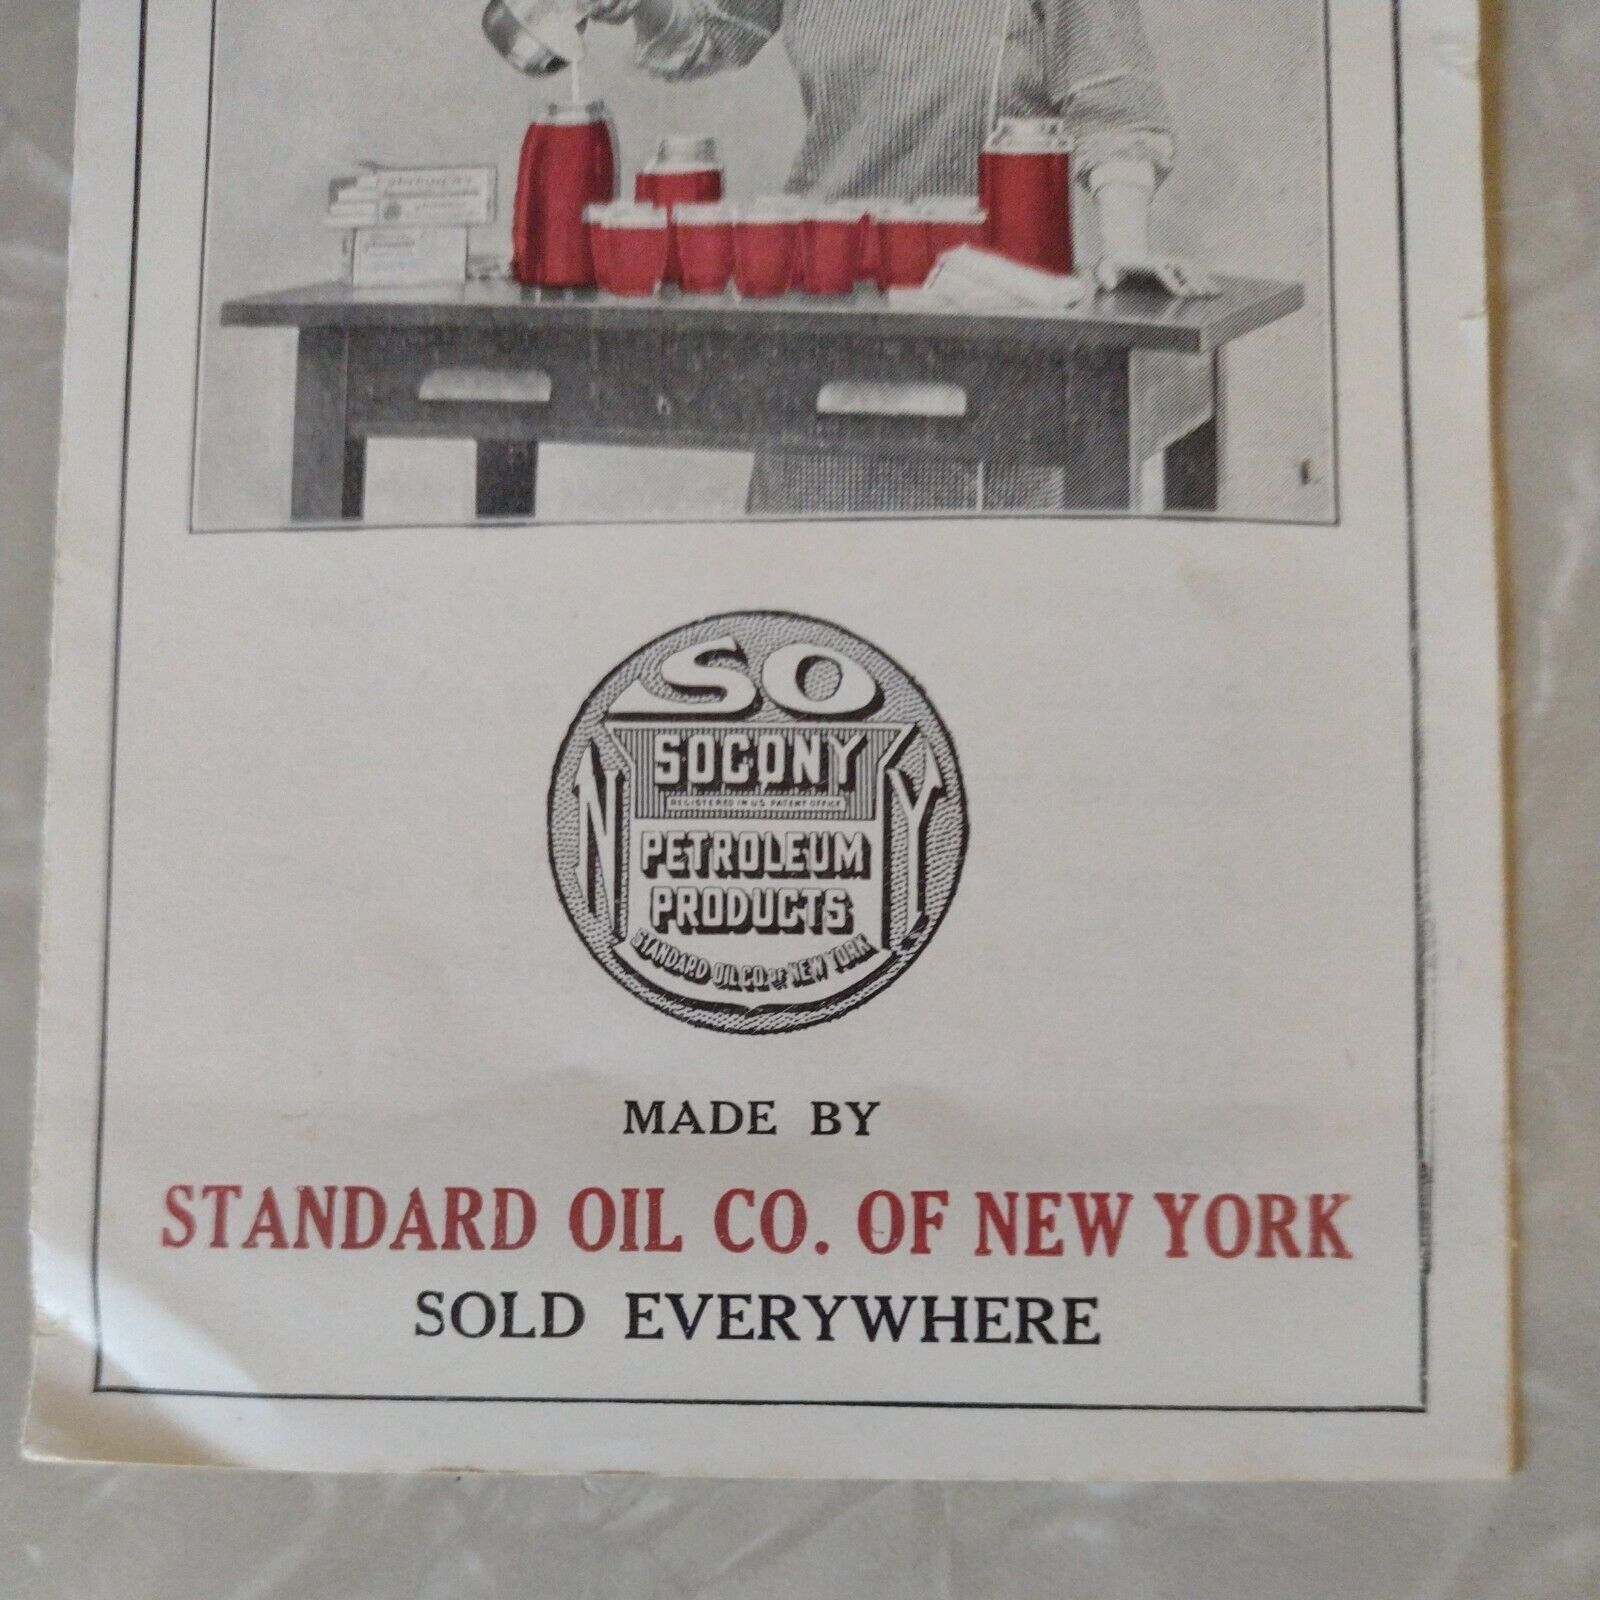 SO
N Y
SOCONY
REGISTERED IN U.S. PATENT OFFICE
PETROLEUM
PRODUCTS
STANDARD OIL CO. OF NEW YORK
MADE BY
STANDARD OIL CO. OF NEW YORK
SOLD EVERYWHERE